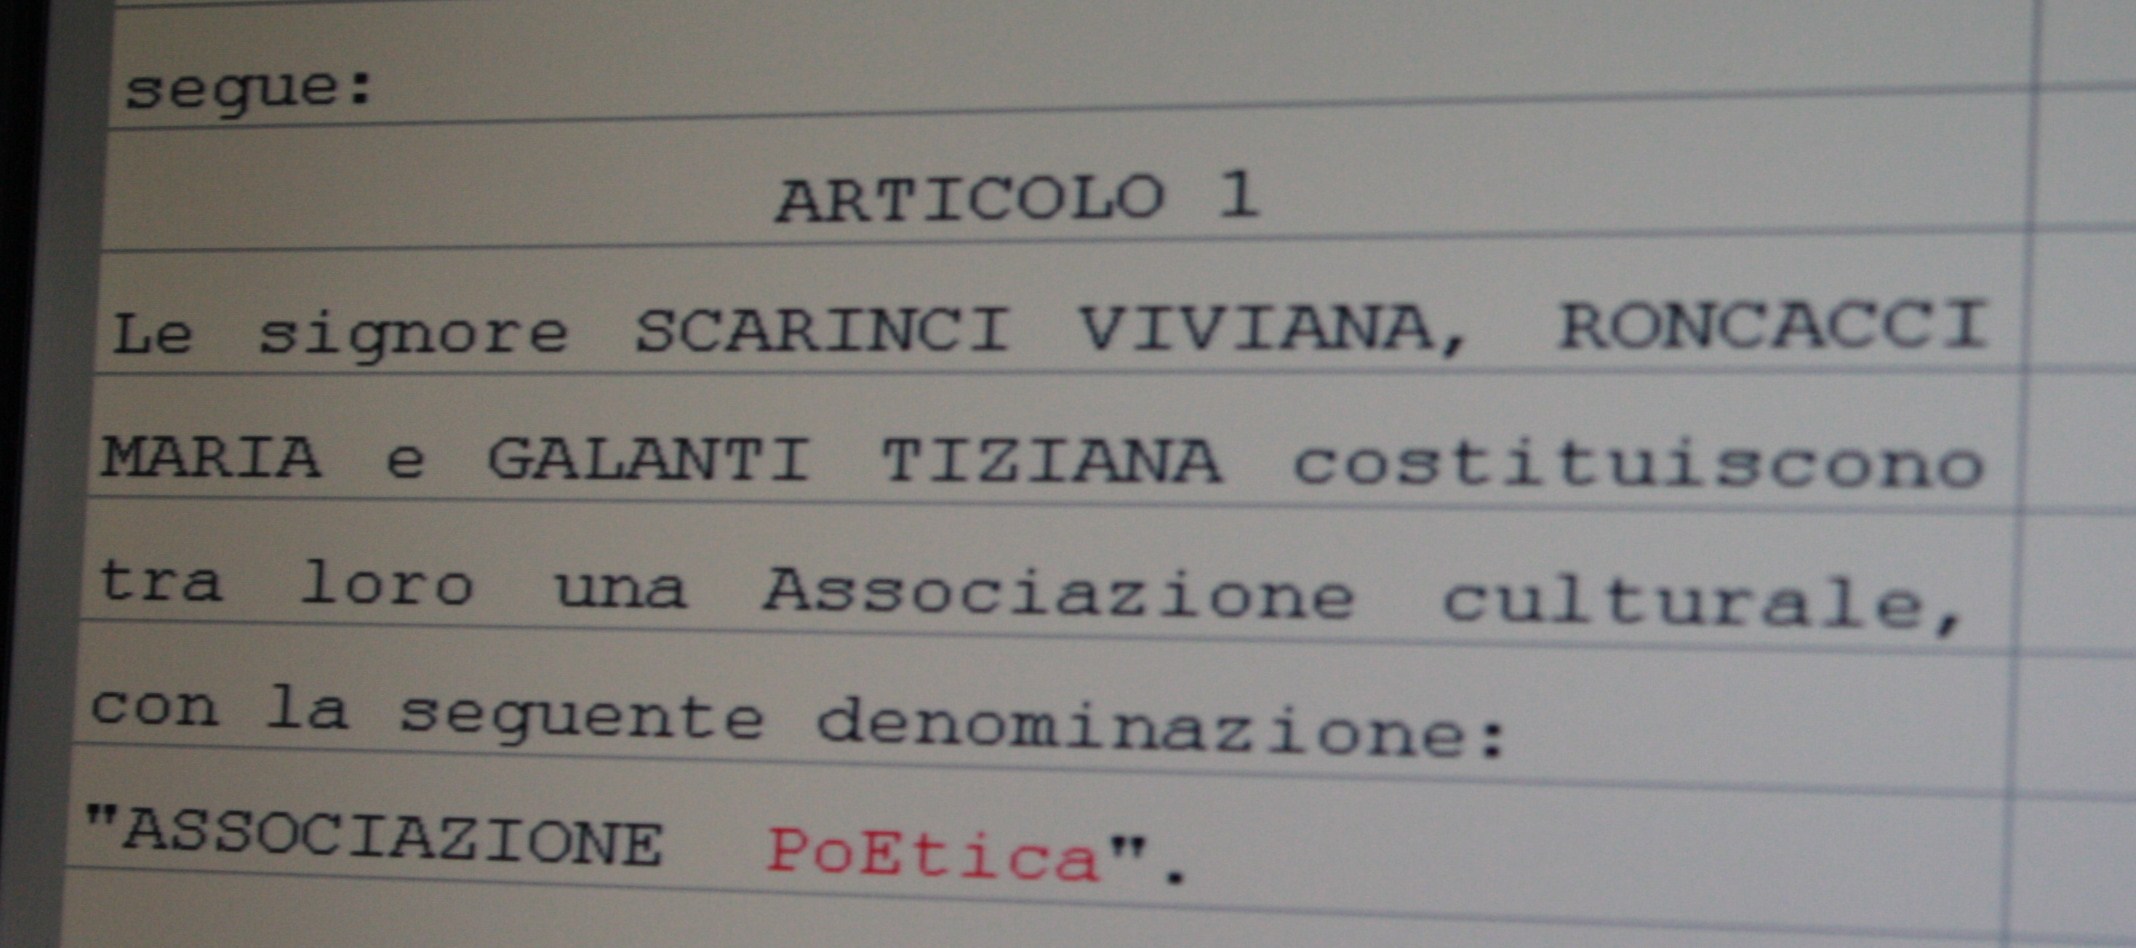 segue:
ARTICOLO 1
Le signore SCARINCI VIVIANA, RONCACCI
MARIA e GALANTI TIZIANA costituiscono
tra loro una Associazione culturale,
con la seguente denominazione:
"ASSOCIAZIONE PoEtica".